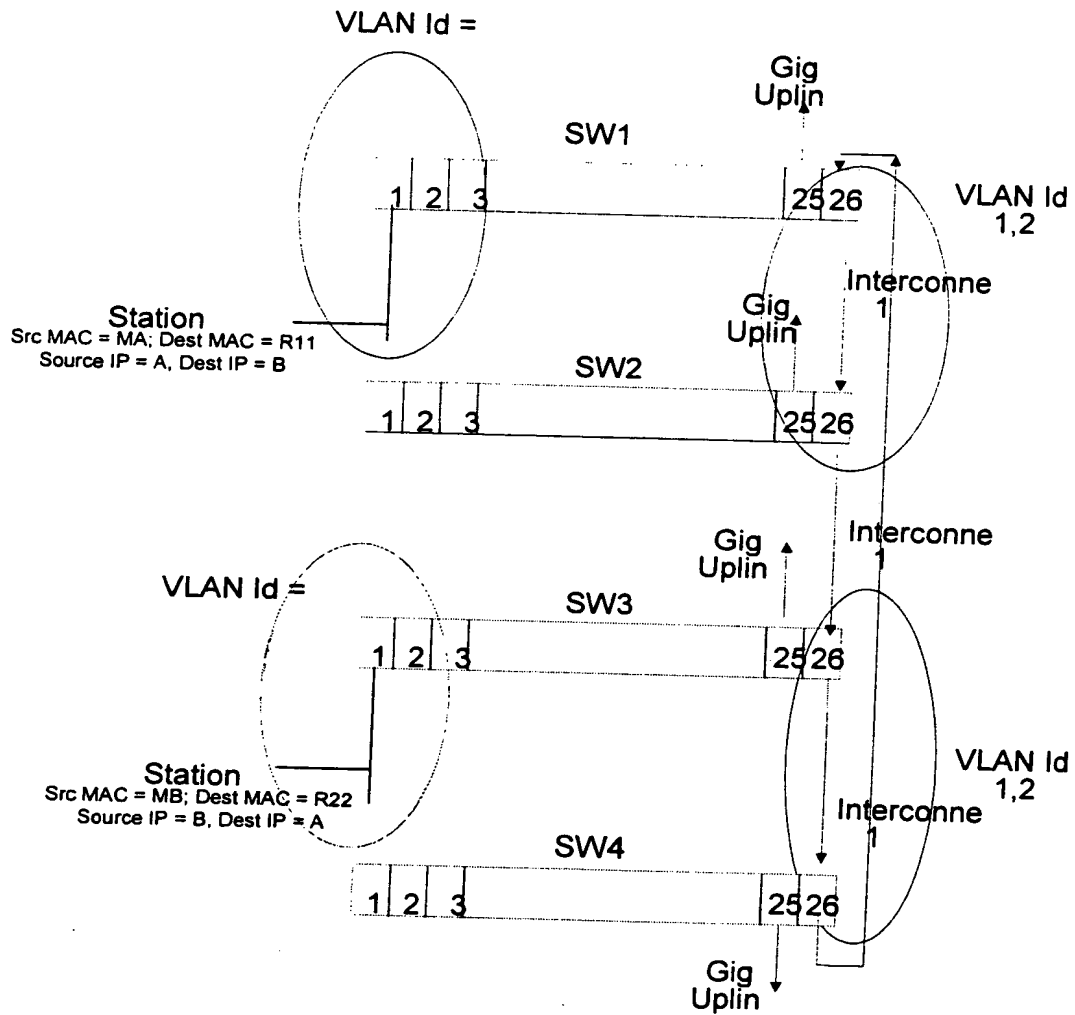 VLAN Id =
Gig
Uplin
SW1
1 2 3 25 26
VLAN Id
1,2
Interconne
1
Station
Src MAC = MA; Dest MAC = R11
Source IP = A, Dest IP = B
Gig
Uplin
SW2
1 2 3 25 26
Interconne
1
Gig
Uplin
VLAN Id =
SW3
1 2 3 25 26
VLAN Id
1,2
Station
Src MAC = MB; Dest MAC = R22
Source IP = B, Dest IP = A
Interconne
1
SW4
1 2 3 25 26
Gig
Uplin